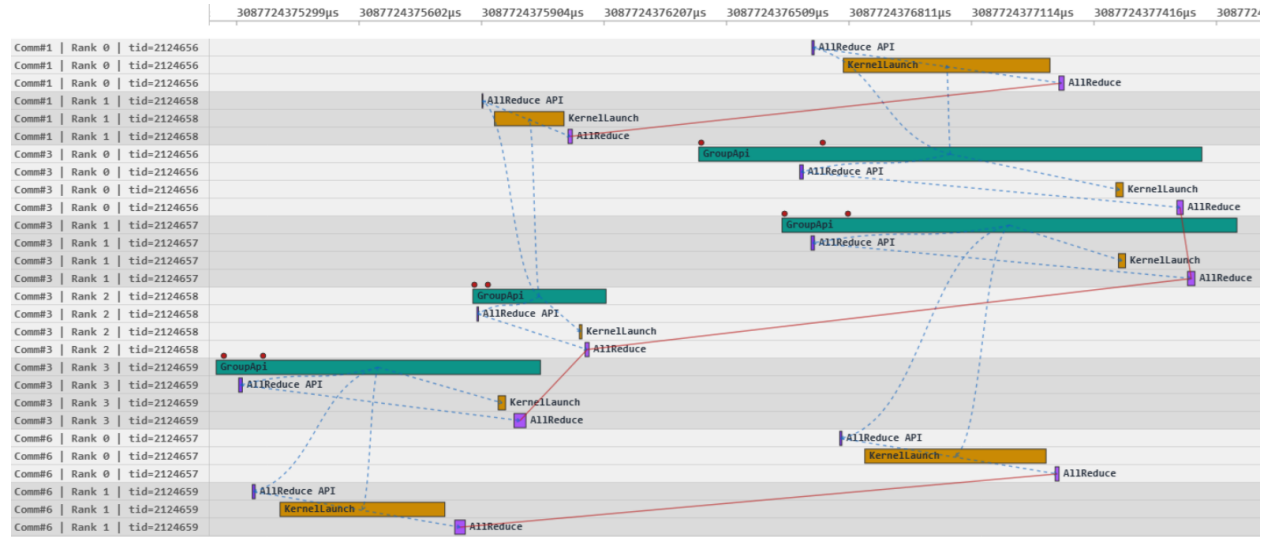 3087724375299µs 3087724375602µs 3087724375904µs 3087724376207µs 3087724376509µs 3087724376811µs 3087724377114µs 3087724377416µs 3087724
Comm#1 | Rank 0 | tid=2124656 AllReduce API
Comm#1 | Rank 0 | tid=2124656 KernelLaunch
Comm#1 | Rank 0 | tid=2124656 AllReduce
Comm#1 | Rank 1 | tid=2124658 AllReduce API
Comm#1 | Rank 1 | tid=2124658 KernelLaunch
Comm#1 | Rank 1 | tid=2124658 AllReduce
Comm#3 | Rank 0 | tid=2124656 GroupApi
Comm#3 | Rank 0 | tid=2124656 AllReduce API
Comm#3 | Rank 0 | tid=2124656 KernelLaunch
Comm#3 | Rank 0 | tid=2124656 AllReduce
Comm#3 | Rank 1 | tid=2124657 GroupApi
Comm#3 | Rank 1 | tid=2124657 AllReduce API
Comm#3 | Rank 1 | tid=2124657 KernelLaunch
Comm#3 | Rank 1 | tid=2124657 AllReduce
Comm#3 | Rank 2 | tid=2124658 GroupApi
Comm#3 | Rank 2 | tid=2124658 AllReduce API
Comm#3 | Rank 2 | tid=2124658 KernelLaunch
Comm#3 | Rank 2 | tid=2124658 AllReduce
Comm#3 | Rank 3 | tid=2124659 GroupApi
Comm#3 | Rank 3 | tid=2124659 AllReduce API
Comm#3 | Rank 3 | tid=2124659 KernelLaunch
Comm#3 | Rank 3 | tid=2124659 AllReduce
Comm#6 | Rank 0 | tid=2124657 AllReduce API
Comm#6 | Rank 0 | tid=2124657 KernelLaunch
Comm#6 | Rank 0 | tid=2124657 AllReduce
Comm#6 | Rank 1 | tid=2124659 AllReduce API
Comm#6 | Rank 1 | tid=2124659 KernelLaunch
Comm#6 | Rank 1 | tid=2124659 AllReduce